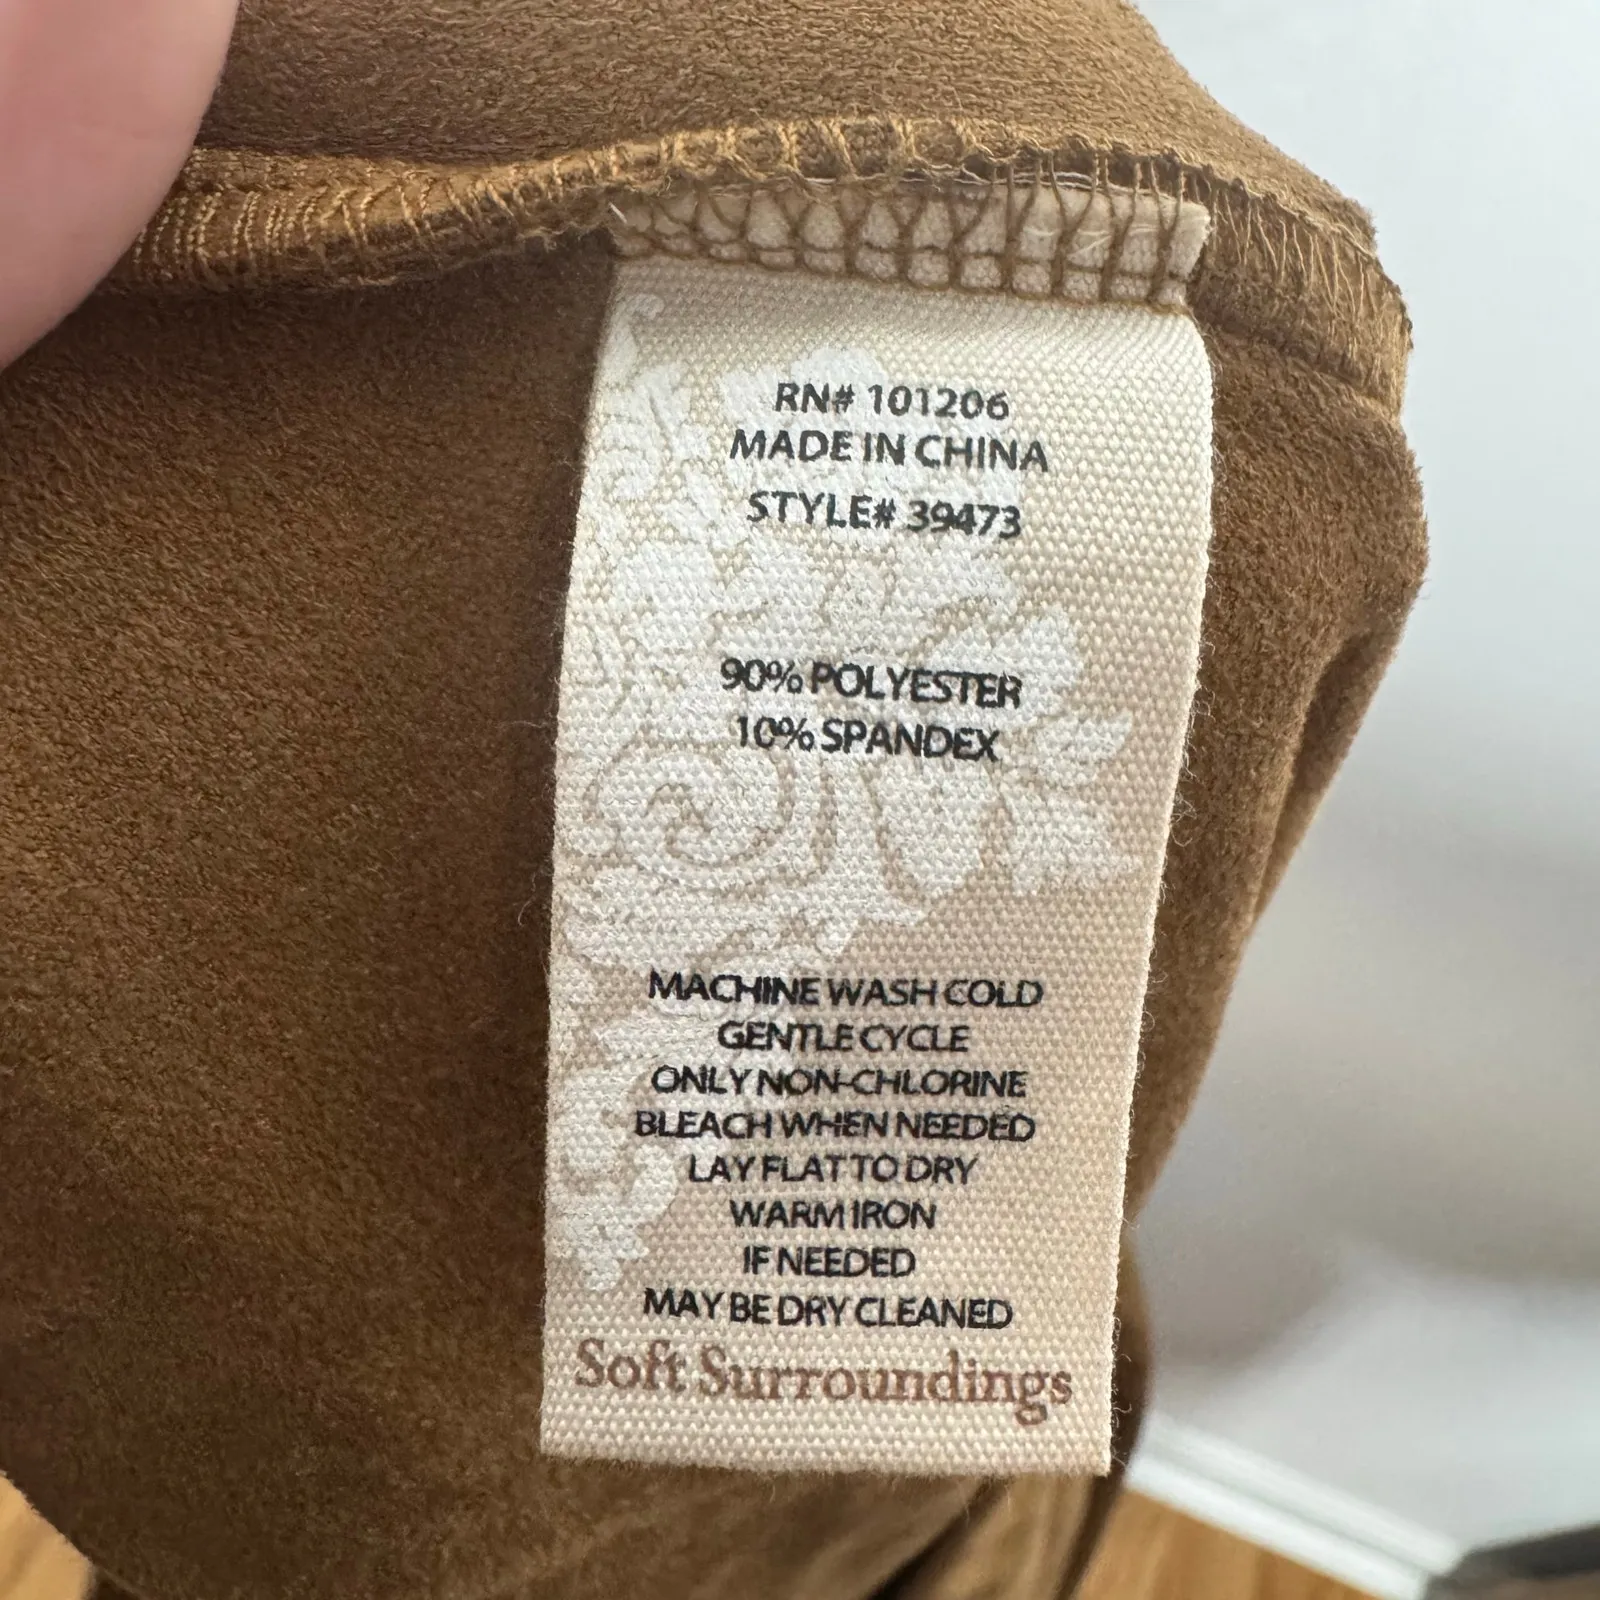 RN# 101206
MADE IN CHINA
STYLE# 39473
90% POLYESTER
10% SPANDEX
MACHINE WASH COLD
GENTLE CYCLE
ONLY NON-CHLORINE
BLEACH WHEN NEEDED
LAY FLAT TO DRY
WARM IRON
IF NEEDED
MAY BE DRY CLEANED
Soft Surroundings